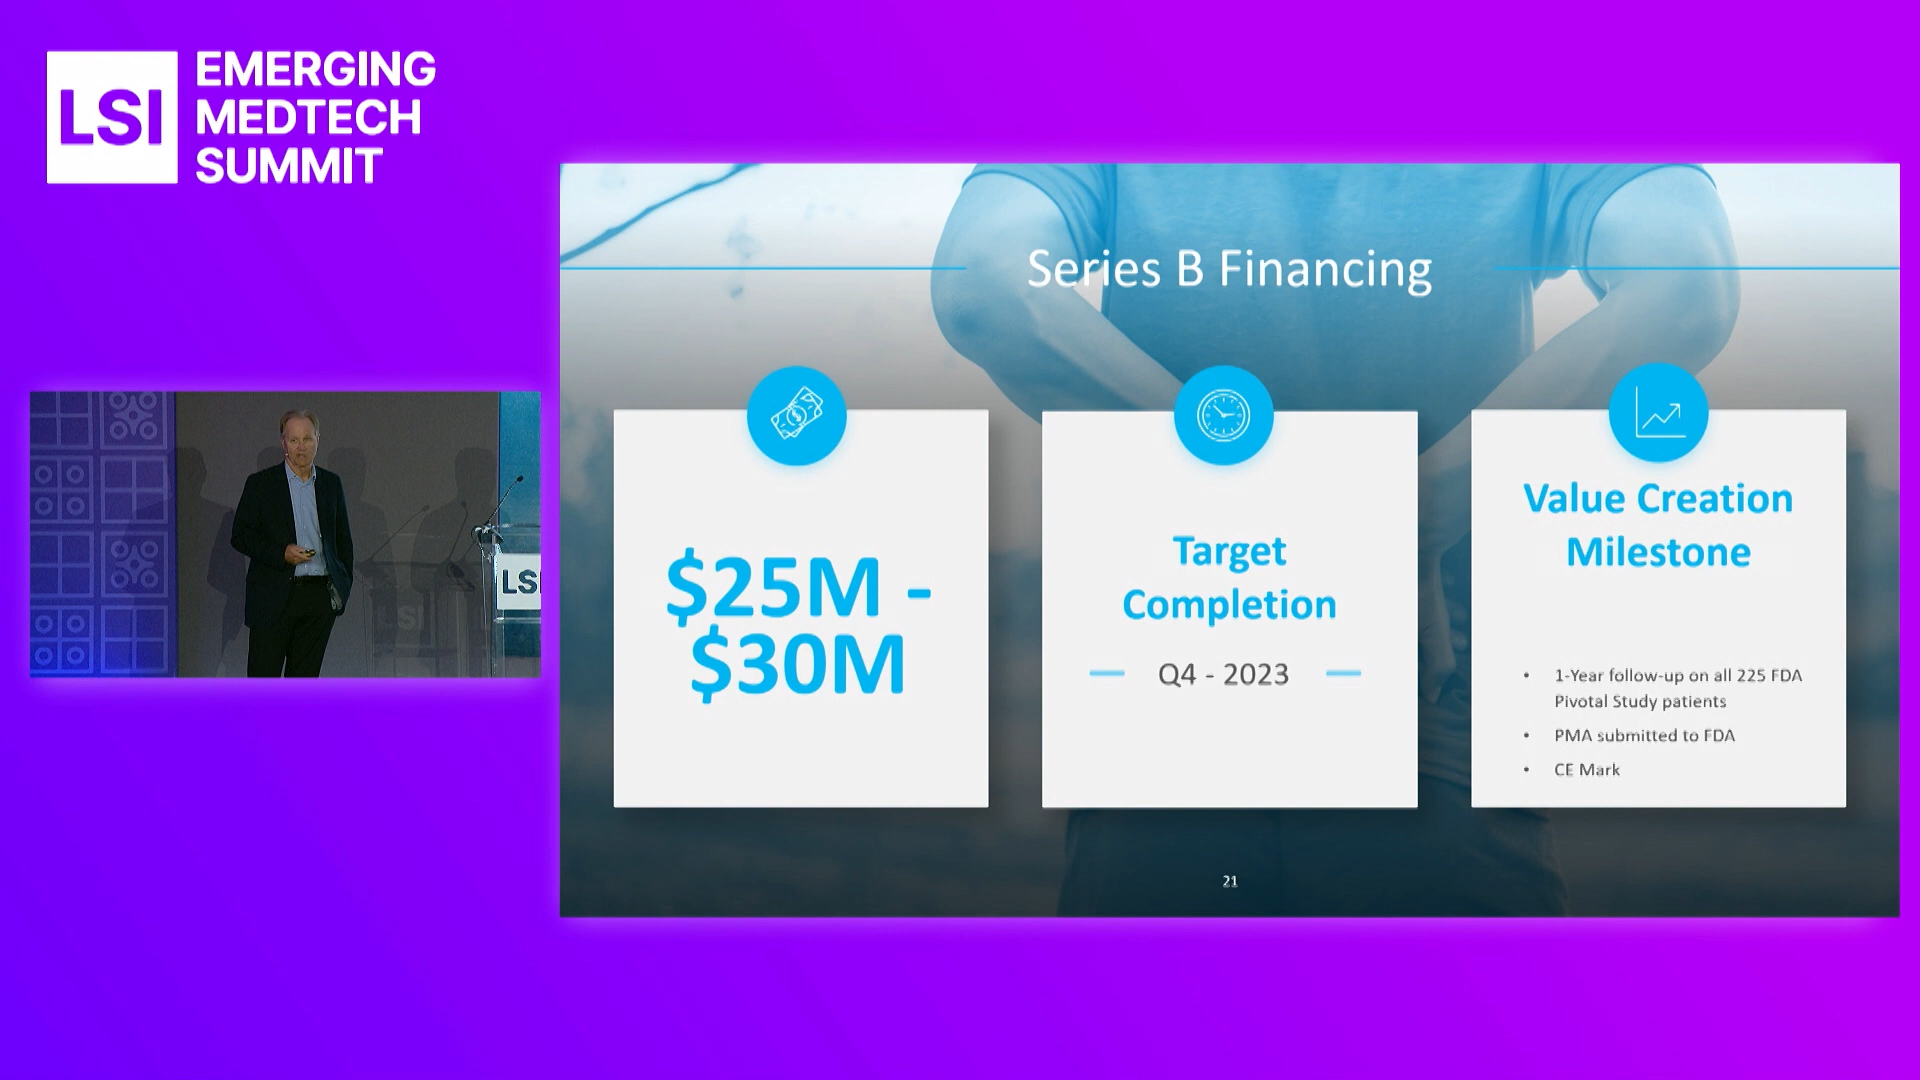 LSI
EMERGING
MEDTECH
SUMMIT
Series B Financing
$25M -
$30M
Target
Completion
Q4 - 2023
Value Creation
Milestone
• 1-Year follow-up on all 225 FDA
Pivotal Study patients
• PMA submitted to FDA
• CE Mark
21
LSI